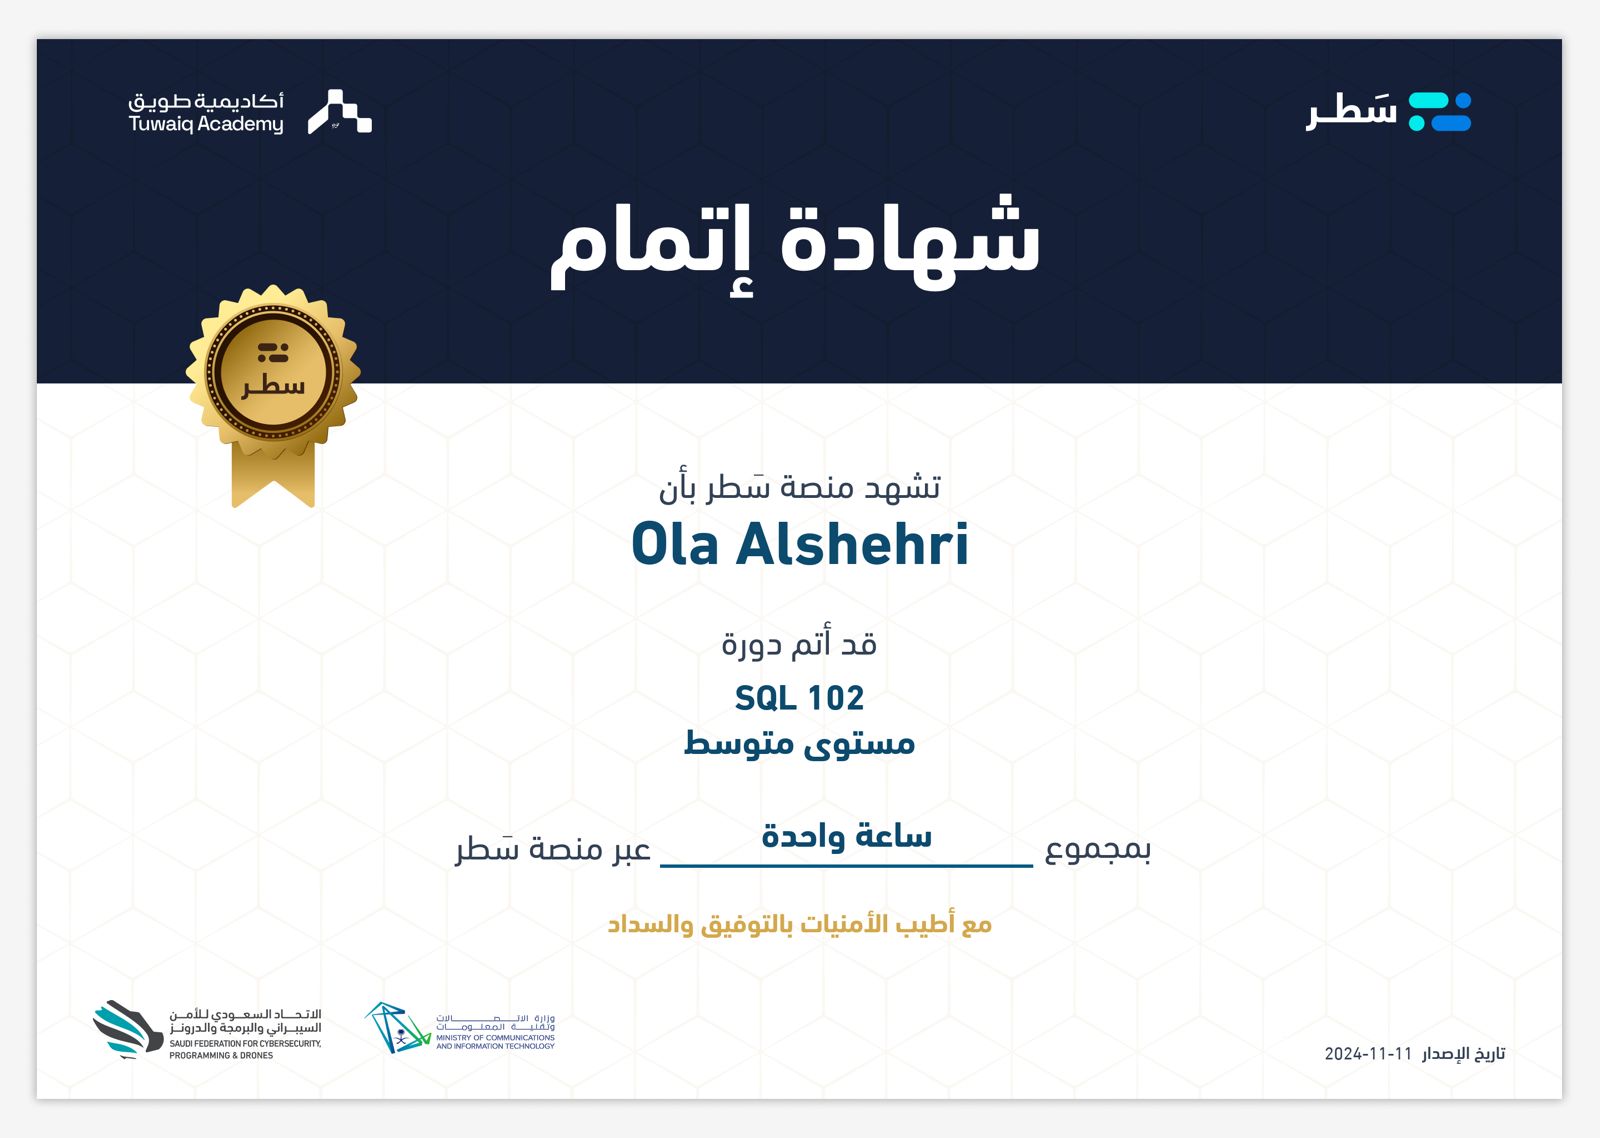 سَطر
أكاديمية طويق
Tuwaiq Academy
شهادة إتمام
سطر
تشهد منصة سَطر بأن
Ola Alshehri
قد أتم دورة
SQL 102
مستوى متوسط
بمجموع ساعة واحدة عبر منصة سَطر
مع أطيب الأمنيات بالتوفيق والسداد
الاتحاد السعودي للأمن
السيبراني والبرمجة والدرونز
SAUDI FEDERATION FOR CYBERSECURITY,
PROGRAMMING & DRONES
وزارة الاتصالات
وتقنية المعلومات
MINISTRY OF COMMUNICATIONS
AND INFORMATION TECHNOLOGY
تاريخ الإصدار 2024-11-11